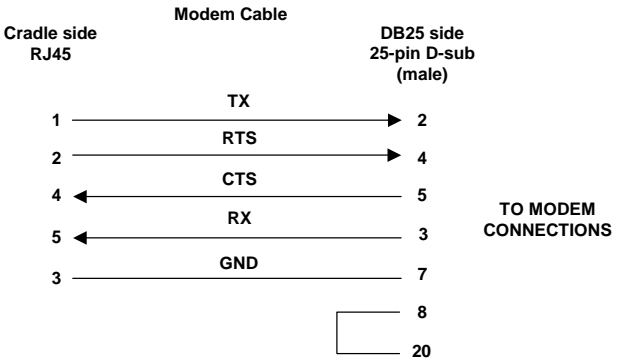 Modem Cable
Cradle side
RJ45
DB25 side
25-pin D-sub
(male)
1 TX 2
2 RTS 4
4 CTS 5
5 RX 3
3 GND 7
8
20
TO MODEM
CONNECTIONS